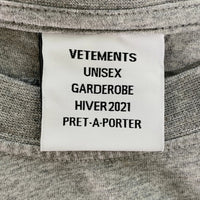 VETEMENTS
UNISEX
GARDEROBE
HIVER 2021
PRET-A-PORTER